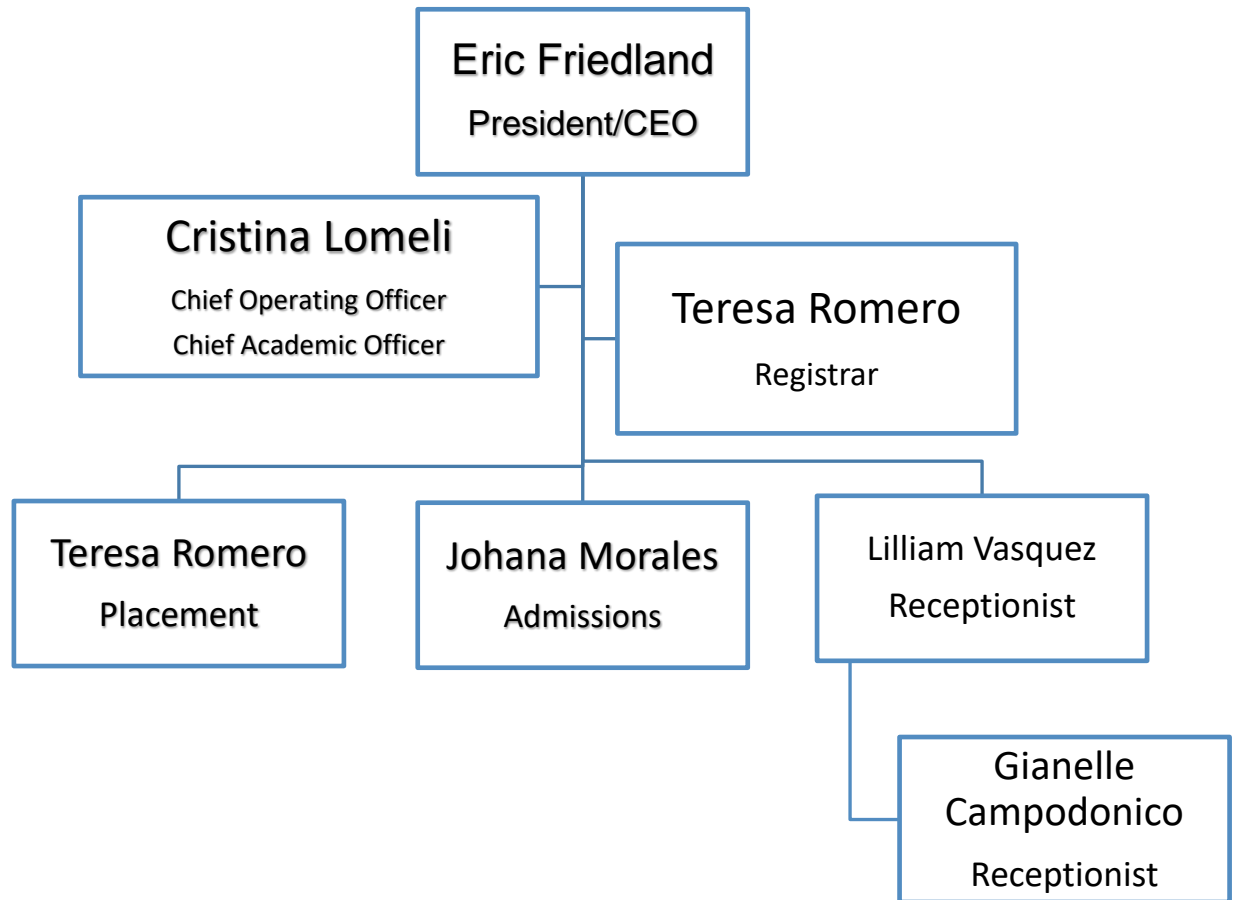 Eric Friedland
President/CEO
Cristina Lomeli
Chief Operating Officer
Chief Academic Officer
Teresa Romero
Registrar
Teresa Romero
Placement
Johana Morales
Admissions
Lilliam Vasquez
Receptionist
Gianelle
Campodonico
Receptionist